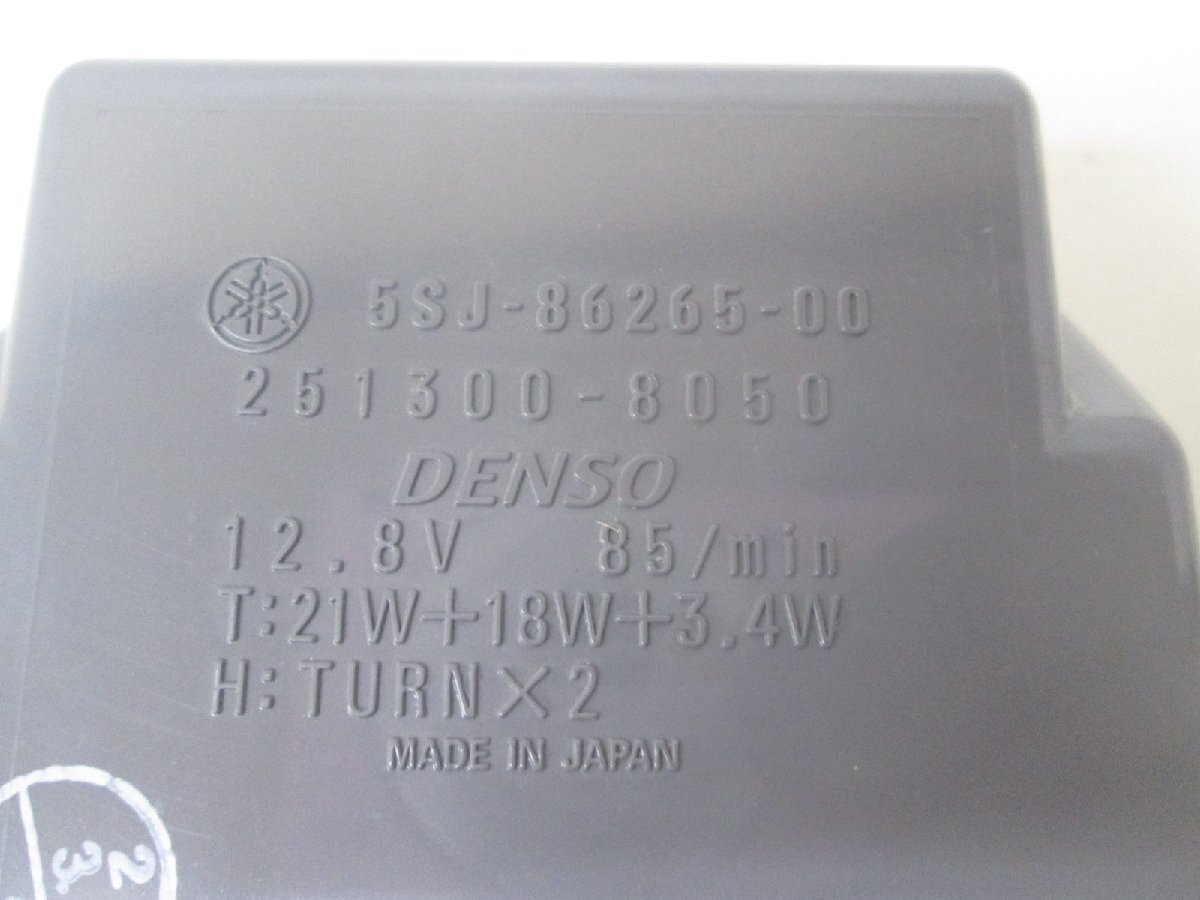 5SJ-86265-00
251300-8050
DENSO
12.8V 85/min
T:21W+18W+3.4W
H:TURN×2
MADE IN JAPAN
23